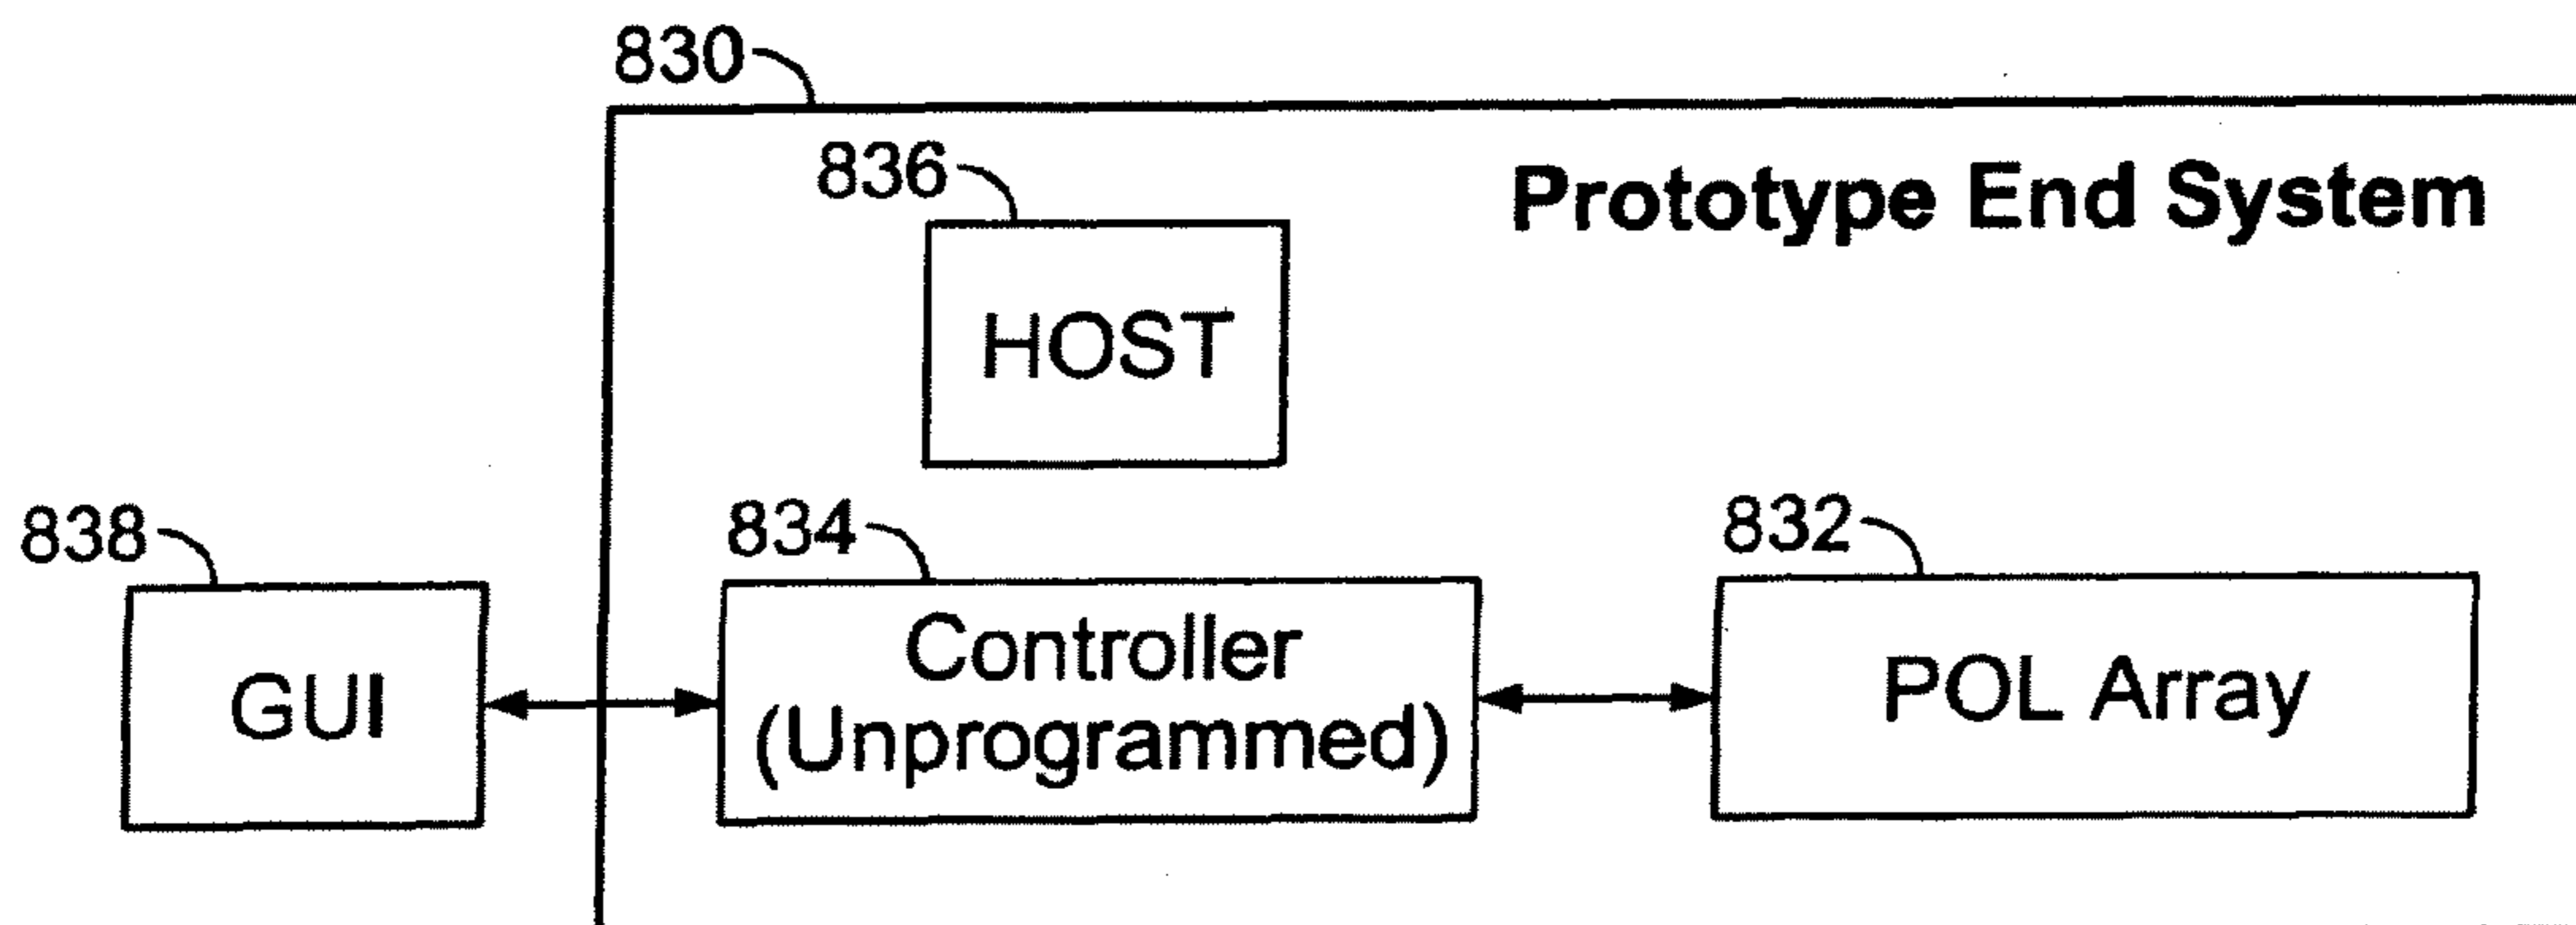 830
836
Prototype End System
HOST
838
834
832
GUI
Controller
(Unprogrammed)
POL Array